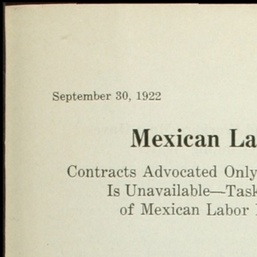 September 30, 1922
Mexican La
Contracts Advocated Only
Is Unavailable—Task
of Mexican Labor